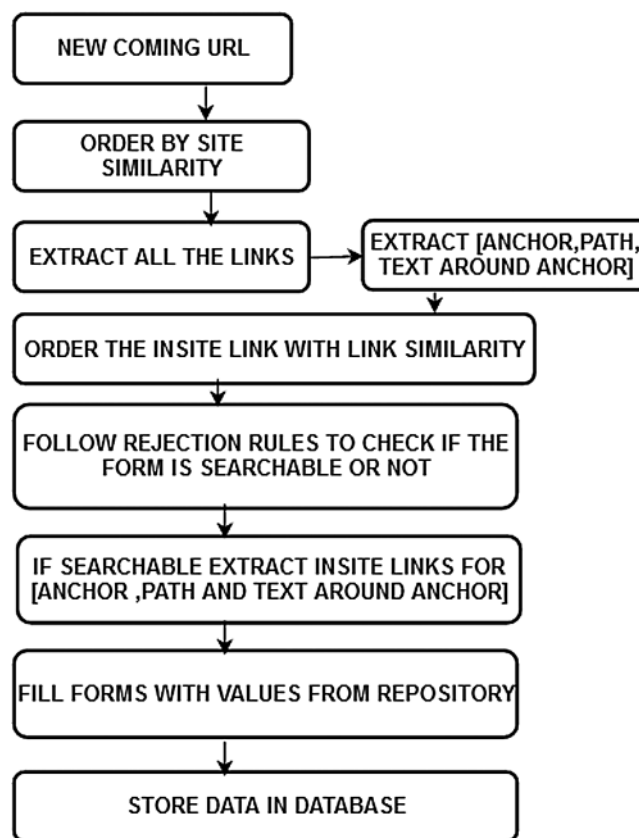 NEW COMING URL
ORDER BY SITE
SIMILARITY
EXTRACT ALL THE LINKS
EXTRACT [ANCHOR,PATH,
TEXT AROUND ANCHOR]
ORDER THE INSITE LINK WITH LINK SIMILARITY
FOLLOW REJECTION RULES TO CHECK IF THE
FORM IS SEARCHABLE OR NOT
IF SEARCHABLE EXTRACT INSITE LINKS FOR
[ANCHOR ,PATH AND TEXT AROUND ANCHOR]
FILL FORMS WITH VALUES FROM REPOSITORY
STORE DATA IN DATABASE